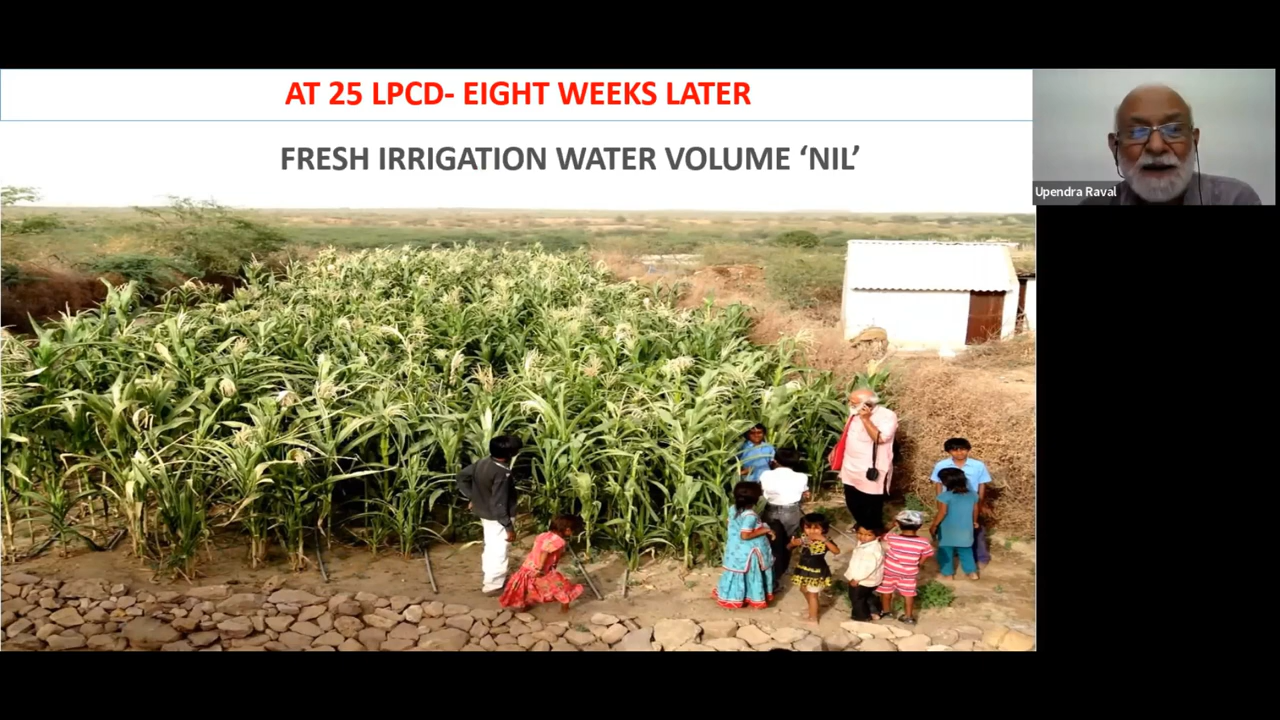 AT 25 LPCD- EIGHT WEEKS LATER
FRESH IRRIGATION WATER VOLUME ‘NIL’
Upendra Raval